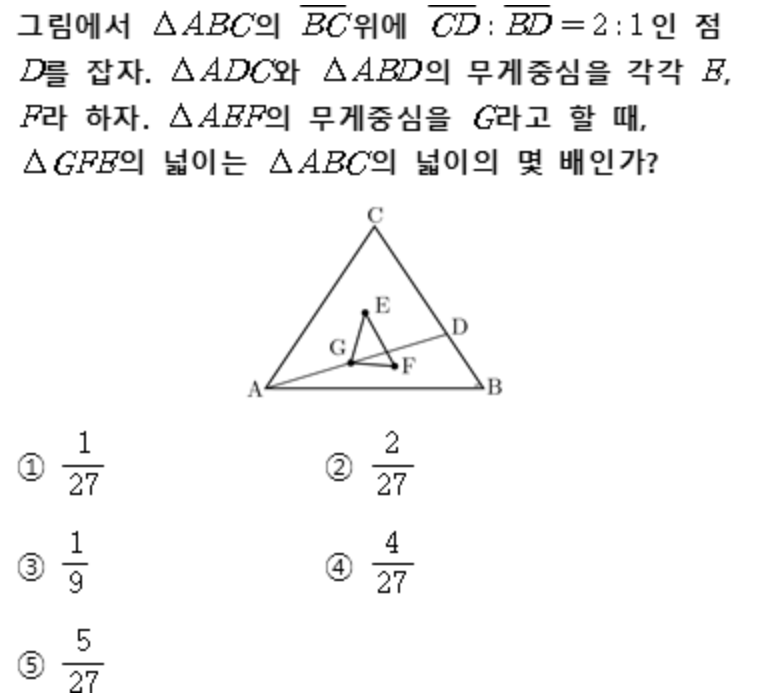 그림에서 △ABC의 B̅C̅위에 C̅D̅ : B̅D̅ = 2 : 1인 점
D를 잡자. △ADC와 △ABD의 무게중심을 각각 E,
F라 하자. △AEF의 무게중심을 G라고 할 때,
△GFE의 넓이는 △ABC의 넓이의 몇 배인가?
C
E
D
G
F
A
B
① 1/27 ② 2/27
③ 1/9 ④ 4/27
⑤ 5/27